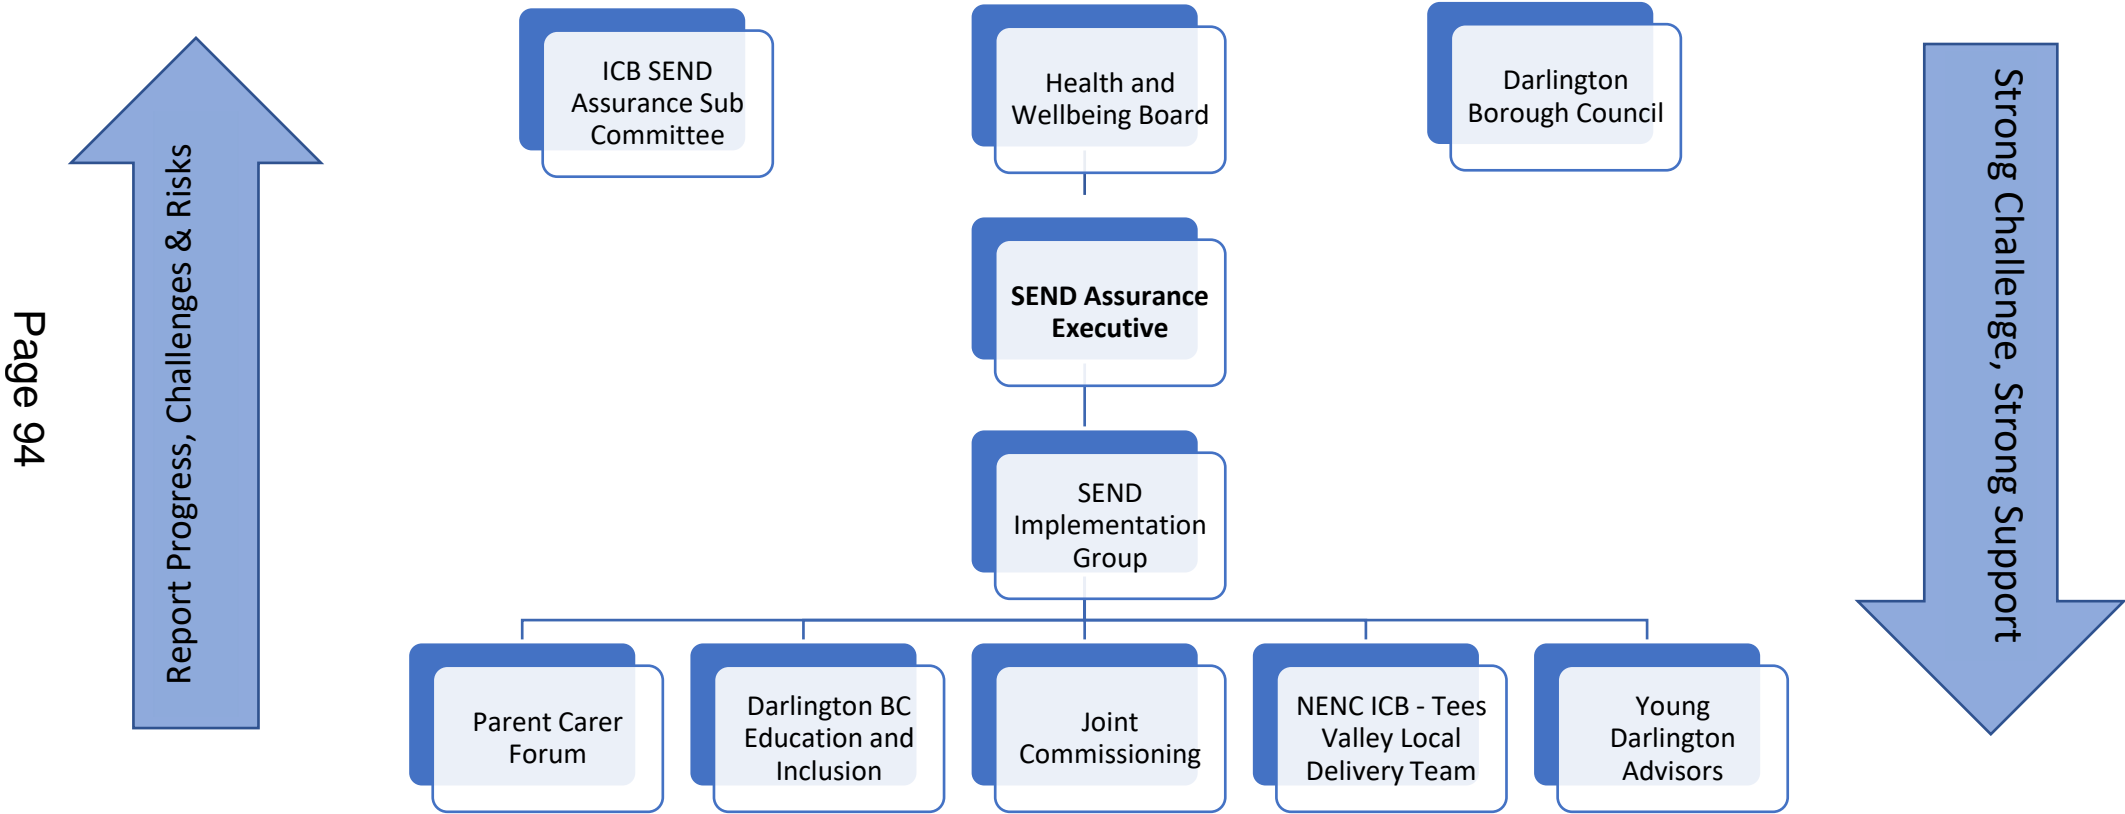 ICB SEND
Assurance Sub
Committee
Health and
Wellbeing Board
Darlington
Borough Council
Report Progress, Challenges & Risks
Strong Challenge, Strong Support
SEND Assurance
Executive
Page 94
SEND
Implementation
Group
Parent Carer
Forum
Darlington BC
Education and
Inclusion
Joint
Commissioning
NENC ICB - Tees
Valley Local
Delivery Team
Young
Darlington
Advisors